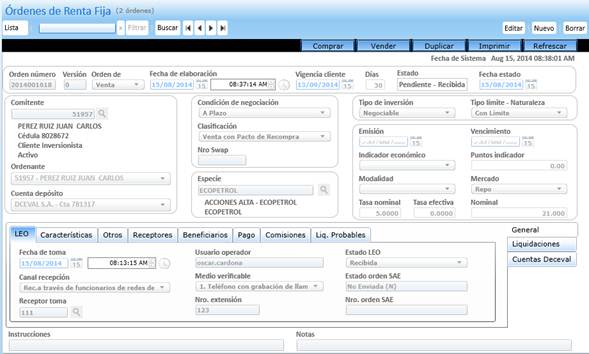 Órdenes de Renta Fija (2 órdenes)
Lista Filtrar Buscar Editar Nuevo Borrar
Comprar Vender Duplicar Imprimir Refrescar
Fecha de Sistema Aug 15, 2014 08:38:01 AM
Orden número Versión Orden de Fecha de elaboración Vigencia cliente Días Estado Fecha estado
2014001618 0 Venta 15/08/2014 15 08:37:14 AM 15 30 Pendiente - Recibida 15/08/2014 15
Comitente Condición de negociación Tipo de inversión Tipo límite - Naturaleza
51957 A Plazo Negociable Con Limite
PEREZ RUIZ JUAN CARLOS
Cédula 8028672
Cliente Inversionista
Activo
Clasificación
Venta con Pacto de Recompra
Nro Swap
Emisión Vencimiento
--/MM/---- 15 --/MM/---- 15
Indicador económico Puntos indicador
0.00
Ordenante
51957 - PEREZ RUIZ JUAN CARLOS
Cuenta depósito
DCEVAL S.A. - Cta 781317
Especie
ECOPETROL
ACCIONES ALTA - ECOPETROL
ECOPETROL
Modalidad Mercado
Repo
Tasa nominal Tasa efectiva Nominal
5.0000 0.0000 21.000
LEO Características Otros Receptores Beneficiarios Pago Comisiones Liq. Probables
General
Liquidaciones
Cuentas Deceval
Fecha de toma Usuario operador Estado LEO
15/08/2014 15 08:13:15 AM oscar.cardona Recibida
Canal recepción Medio verificable Estado orden SAE
Rec.a través de funcionarios de redes de 1. Teléfono con grabación de llam No Enviada (N)
Receptor toma Nro. extensión Nro. orden SAE
111 123
Instrucciones Notas